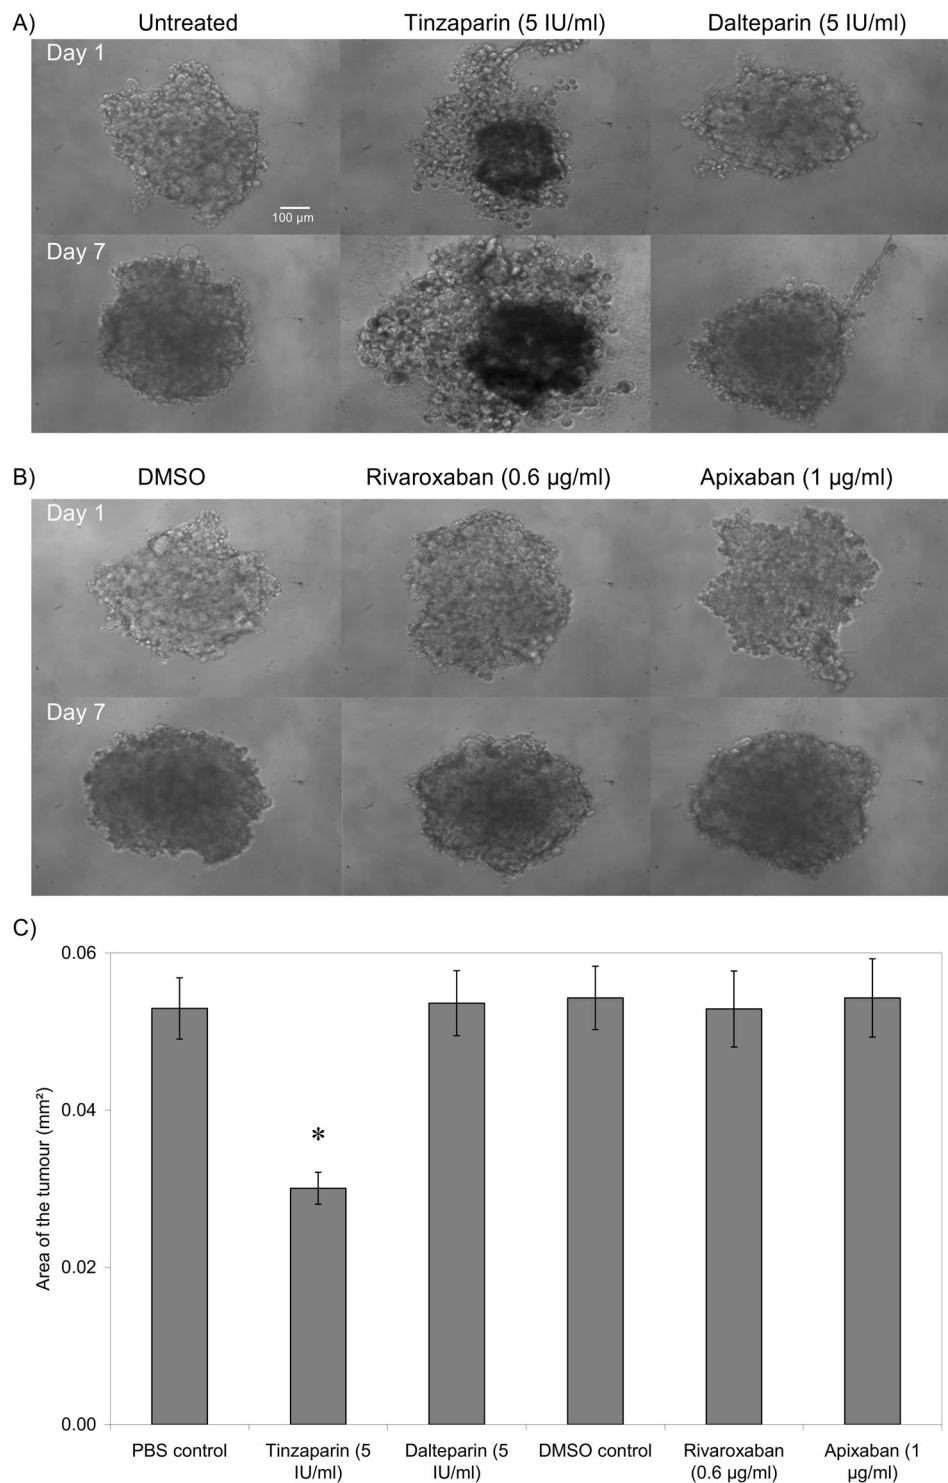 A)
Untreated Tinzaparin (5 IU/ml) Dalteparin (5 IU/ml)
Day 1
100 µm
Day 7
B)
DMSO Rivaroxaban (0.6 µg/ml) Apixaban (1 µg/ml)
Day 1
Day 7
C)
0.06
0.04
0.02
0.00
Area of the tumour (mm²)
*
PBS control Tinzaparin (5 Dalteparin (5 DMSO control Rivaroxaban Apixaban (1
IU/ml) IU/ml) (0.6 µg/ml) µg/ml)